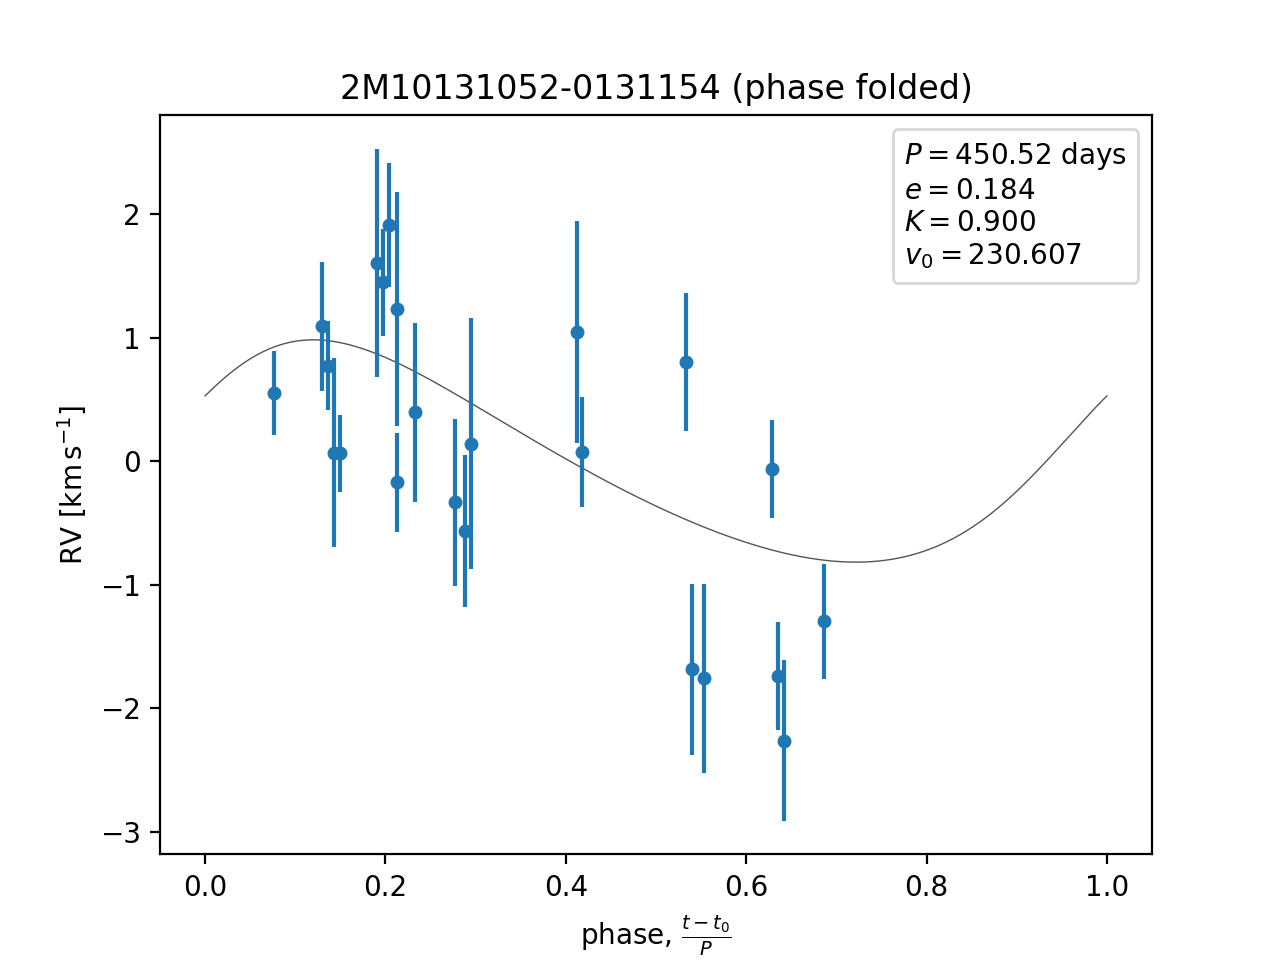 2M10131052-0131154 (phase folded)
P = 450.52 days
e = 0.184
K = 0.900
v₀ = 230.607
RV [km s⁻¹]
2
1
0
−1
−2
−3
0.0 0.2 0.4 0.6 0.8 1.0
phase, (t − t₀)/P